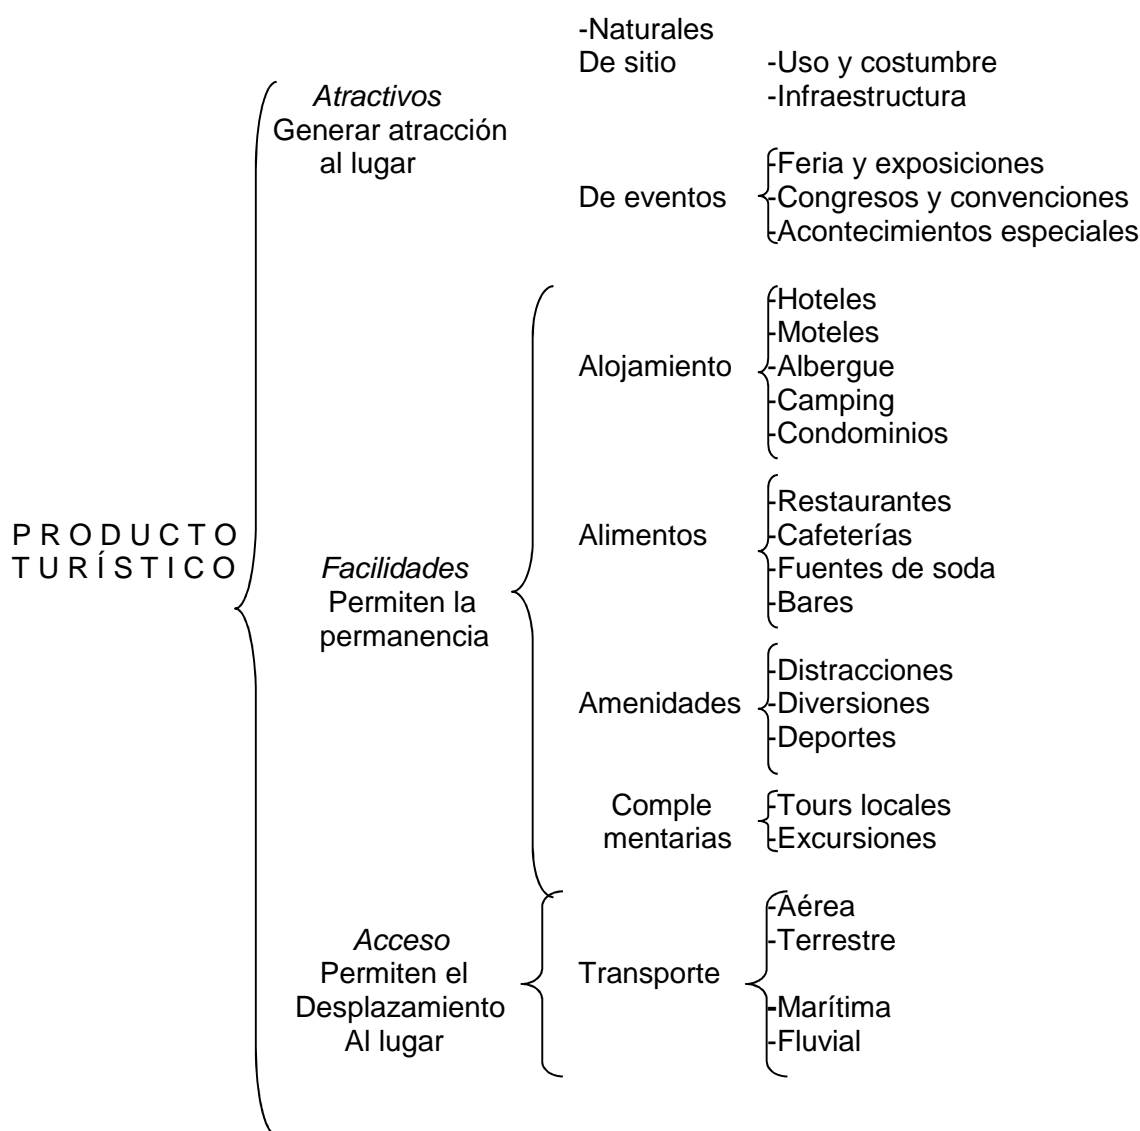 -Naturales
De sitio -Uso y costumbre
-Infraestructura
Atractivos
Generar atracción
al lugar
De eventos
-Feria y exposiciones
-Congresos y convenciones
-Acontecimientos especiales
PRODUCTO
TURÍSTICO
Facilidades
Permiten la
permanencia
Alojamiento
-Hoteles
-Moteles
-Albergue
-Camping
-Condominios
Alimentos
-Restaurantes
-Cafeterías
-Fuentes de soda
-Bares
Amenidades
-Distracciones
-Diversiones
-Deportes
Comple
mentarias
-Tours locales
-Excursiones
Acceso
Permiten el
Desplazamiento
Al lugar
Transporte
-Aérea
-Terrestre
-Marítima
-Fluvial